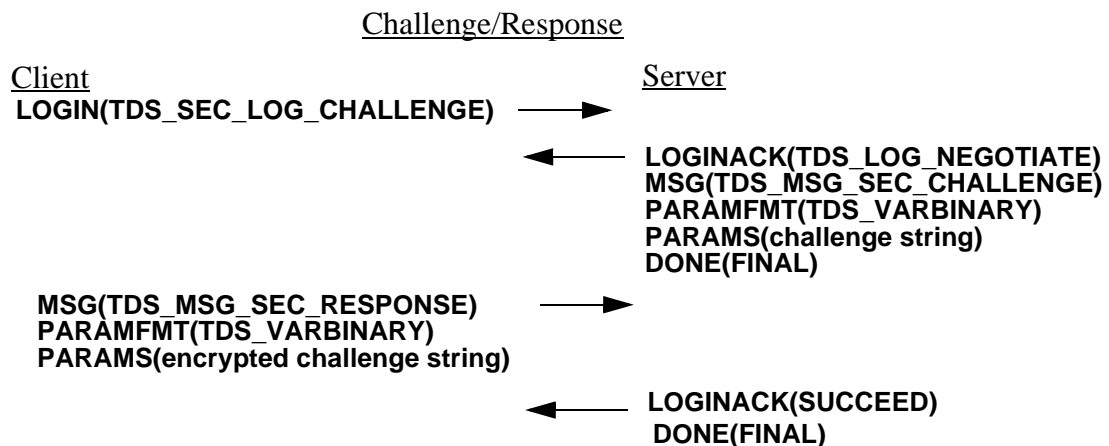 Challenge/Response
Client
Server
LOGIN(TDS_SEC_LOG_CHALLENGE)
LOGINACK(TDS_LOG_NEGOTIATE)
MSG(TDS_MSG_SEC_CHALLENGE)
PARAMFMT(TDS_VARBINARY)
PARAMS(challenge string)
DONE(FINAL)
MSG(TDS_MSG_SEC_RESPONSE)
PARAMFMT(TDS_VARBINARY)
PARAMS(encrypted challenge string)
LOGINACK(SUCCEED)
DONE(FINAL)